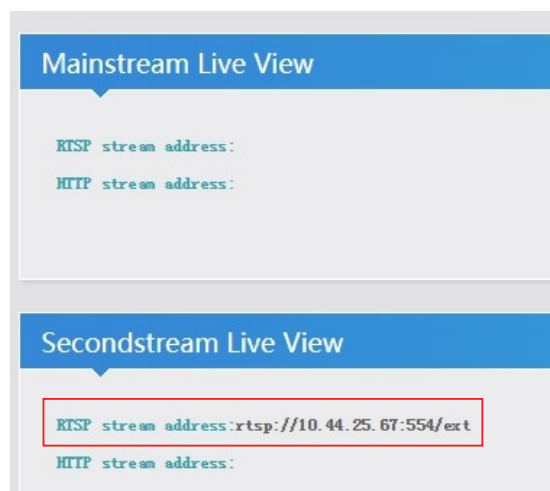 Mainstream Live View
RTSP stream address:
HTTP stream address:
Secondstream Live View
RTSP stream address:rtsp://10.44.25.67:554/ext
HTTP stream address: